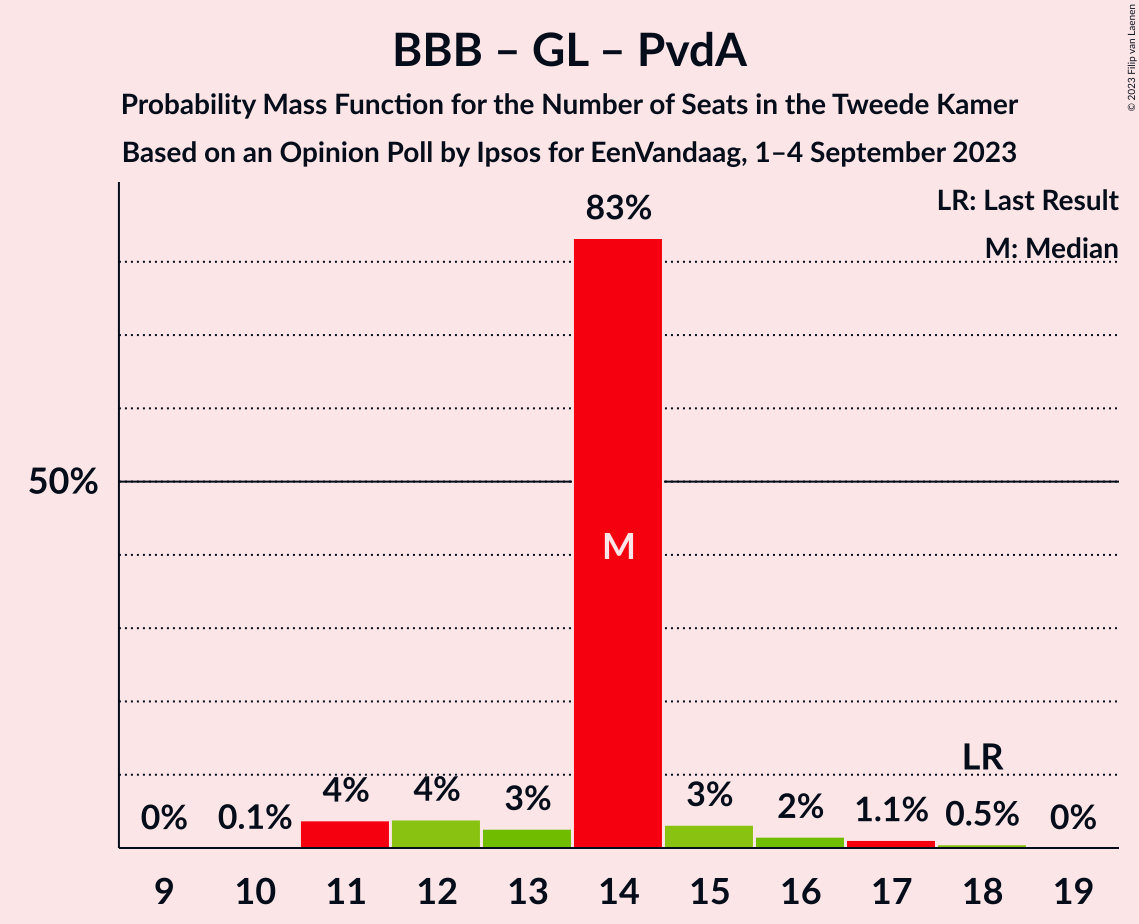 BBB – GL – PvdA
Probability Mass Function for the Number of Seats in the Tweede Kamer
Based on an Opinion Poll by Ipsos for EenVandaag, 1–4 September 2023
© 2023 Filip van Laenen
LR: Last Result
M: Median
83%
50%
M
LR
0% 0.1% 4% 4% 3% 3% 2% 1.1% 0.5% 0%
9 10 11 12 13 14 15 16 17 18 19